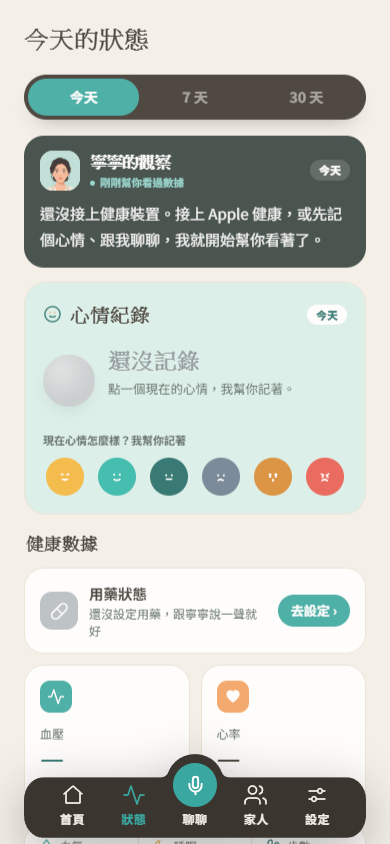 今天的狀態
今天
7 天
30 天
寧寧的觀察
剛剛幫你看過數據
今天
還沒接上健康裝置。接上 Apple 健康，或先記
個心情、跟我聊聊，我就開始幫你看著了。
心情紀錄
今天
還沒記錄
點一個現在的心情，我幫你記著。
現在心情怎麼樣？我幫你記著
健康數據
用藥狀態
還沒設定用藥，跟寧寧說一聲就
好
去設定 ›
血壓
心率
首頁
狀態
聊聊
家人
設定